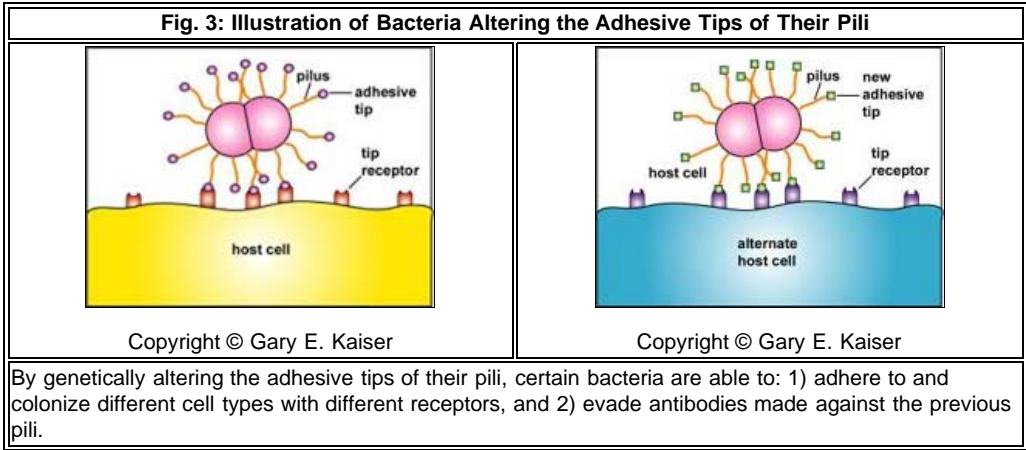 Fig. 3: Illustration of Bacteria Altering the Adhesive Tips of Their Pili
pilus
adhesive
tip
tip
receptor
host cell
Copyright © Gary E. Kaiser
pilus
new
adhesive
tip
host cell
tip
receptor
alternate
host cell
Copyright © Gary E. Kaiser
By genetically altering the adhesive tips of their pili, certain bacteria are able to: 1) adhere to and
colonize different cell types with different receptors, and 2) evade antibodies made against the previous
pili.